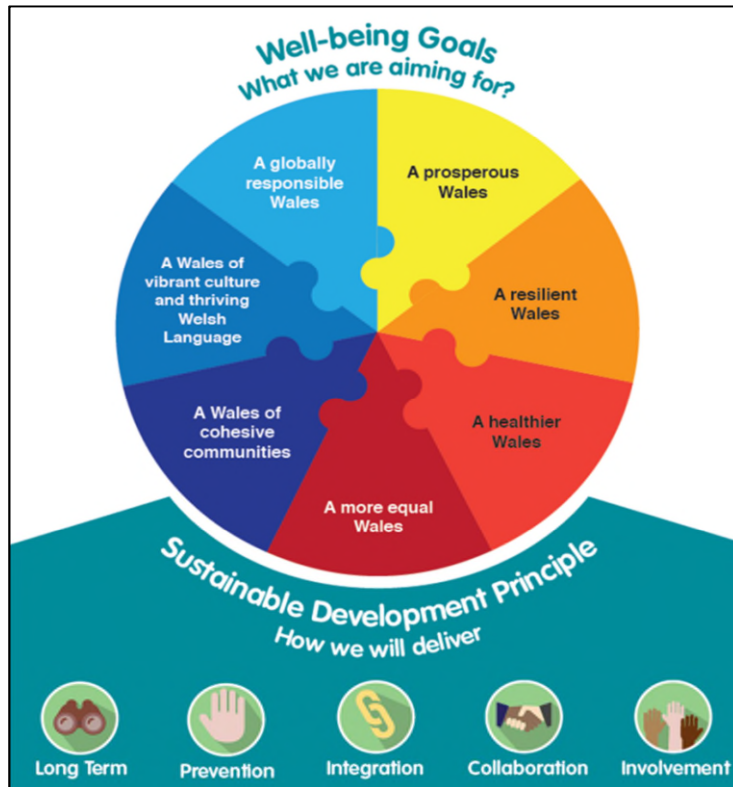 Well-being Goals
What we are aiming for?
A globally
responsible
Wales
A prosperous
Wales
A Wales of
vibrant culture
and thriving
Welsh
Language
A resilient
Wales
A Wales of
cohesive
communities
A healthier
Wales
A more equal
Wales
Sustainable Development Principle
How we will deliver
Long Term
Prevention
Integration
Collaboration
Involvement